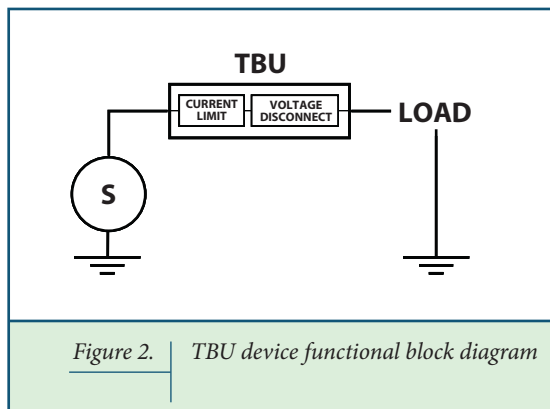 TBU
CURRENT
LIMIT
VOLTAGE
DISCONNECT
LOAD
S
Figure 2. TBU device functional block diagram